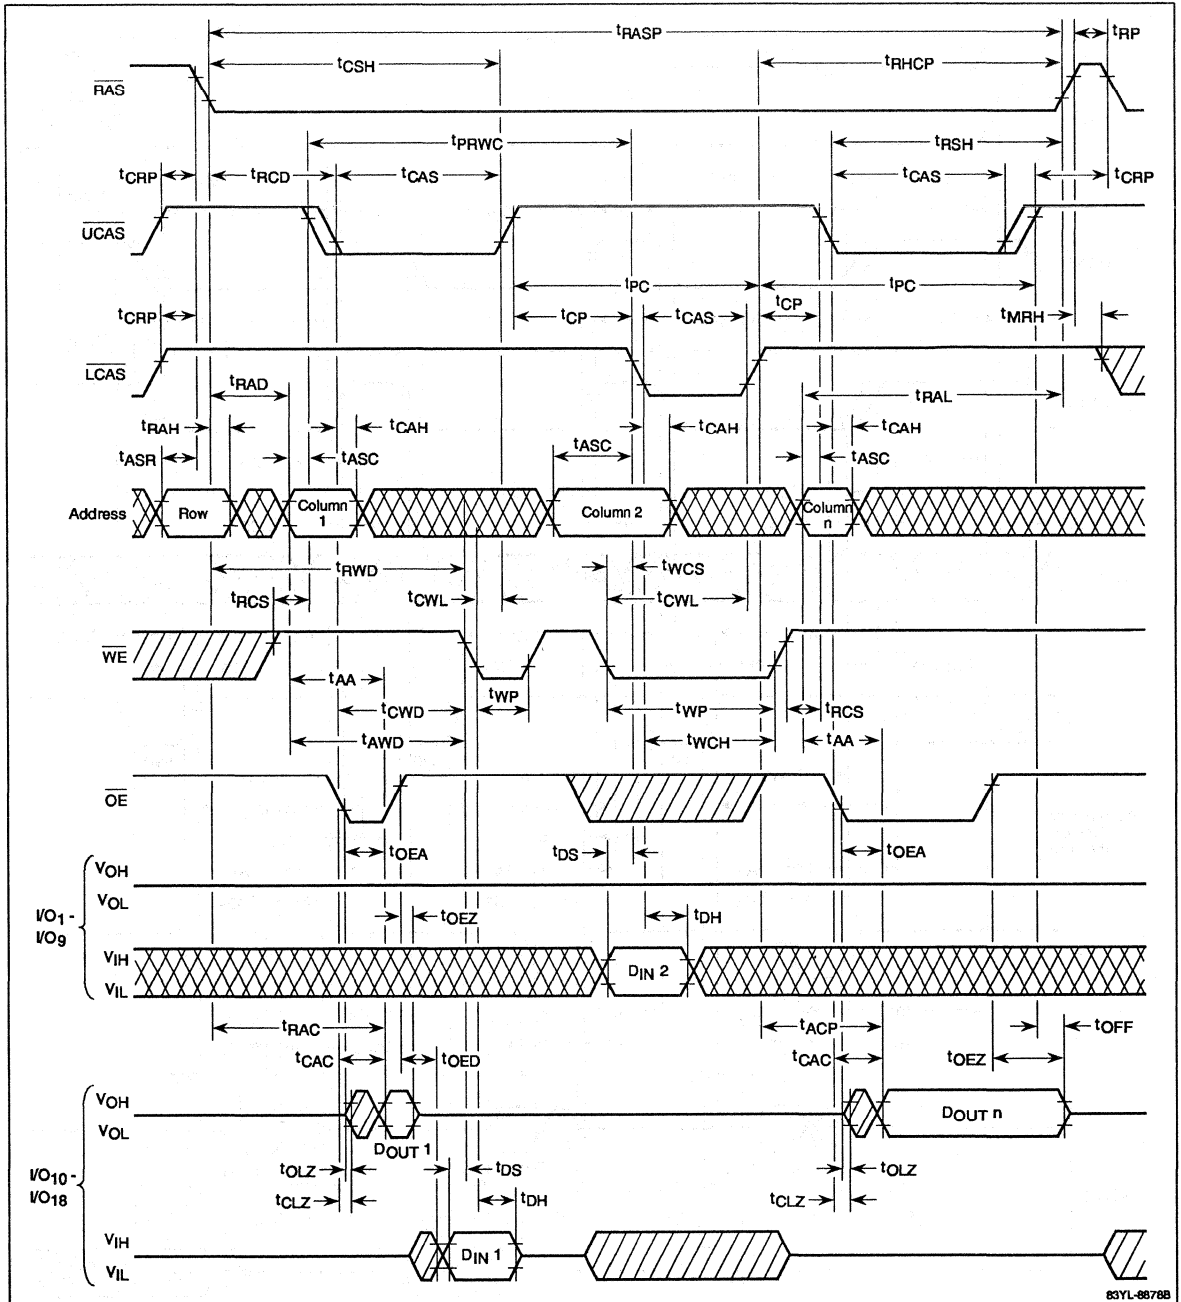 tRASP
tRP
tCSH
tRHCP
RAS
tPRWC
tRSH
tCRP
tRCD
tCAS
tCAS
tCRP
UCAS
tPC
tPC
tCRP
tCP
tCAS
tCP
tMRH
LCAS
tRAD
tRAL
tRAH
tCAH
tASC
tCAH
tCAH
tASR
tASC
tASC
Address
Row
Column
1
Column 2
Column
n
tRWD
tWCS
tRCS
tCWL
tCWL
WE
tAA
tWP
tCWD
tWP
tRCS
tAWD
tWCH
tAA
OE
tOEA
tDS
tOEA
VOH
VOL
I/O1 -
I/O9
tOEZ
tDH
VIH
VIL
DIN 2
tRAC
tACP
tOFF
tCAC
tOED
tCAC
tOEZ
VOH
VOL
DOUT 1
DOUT n
I/O10 -
I/O18
tOLZ
tDS
tOLZ
tCLZ
tDH
tCLZ
VIH
VIL
DIN 1
83YL-8878B